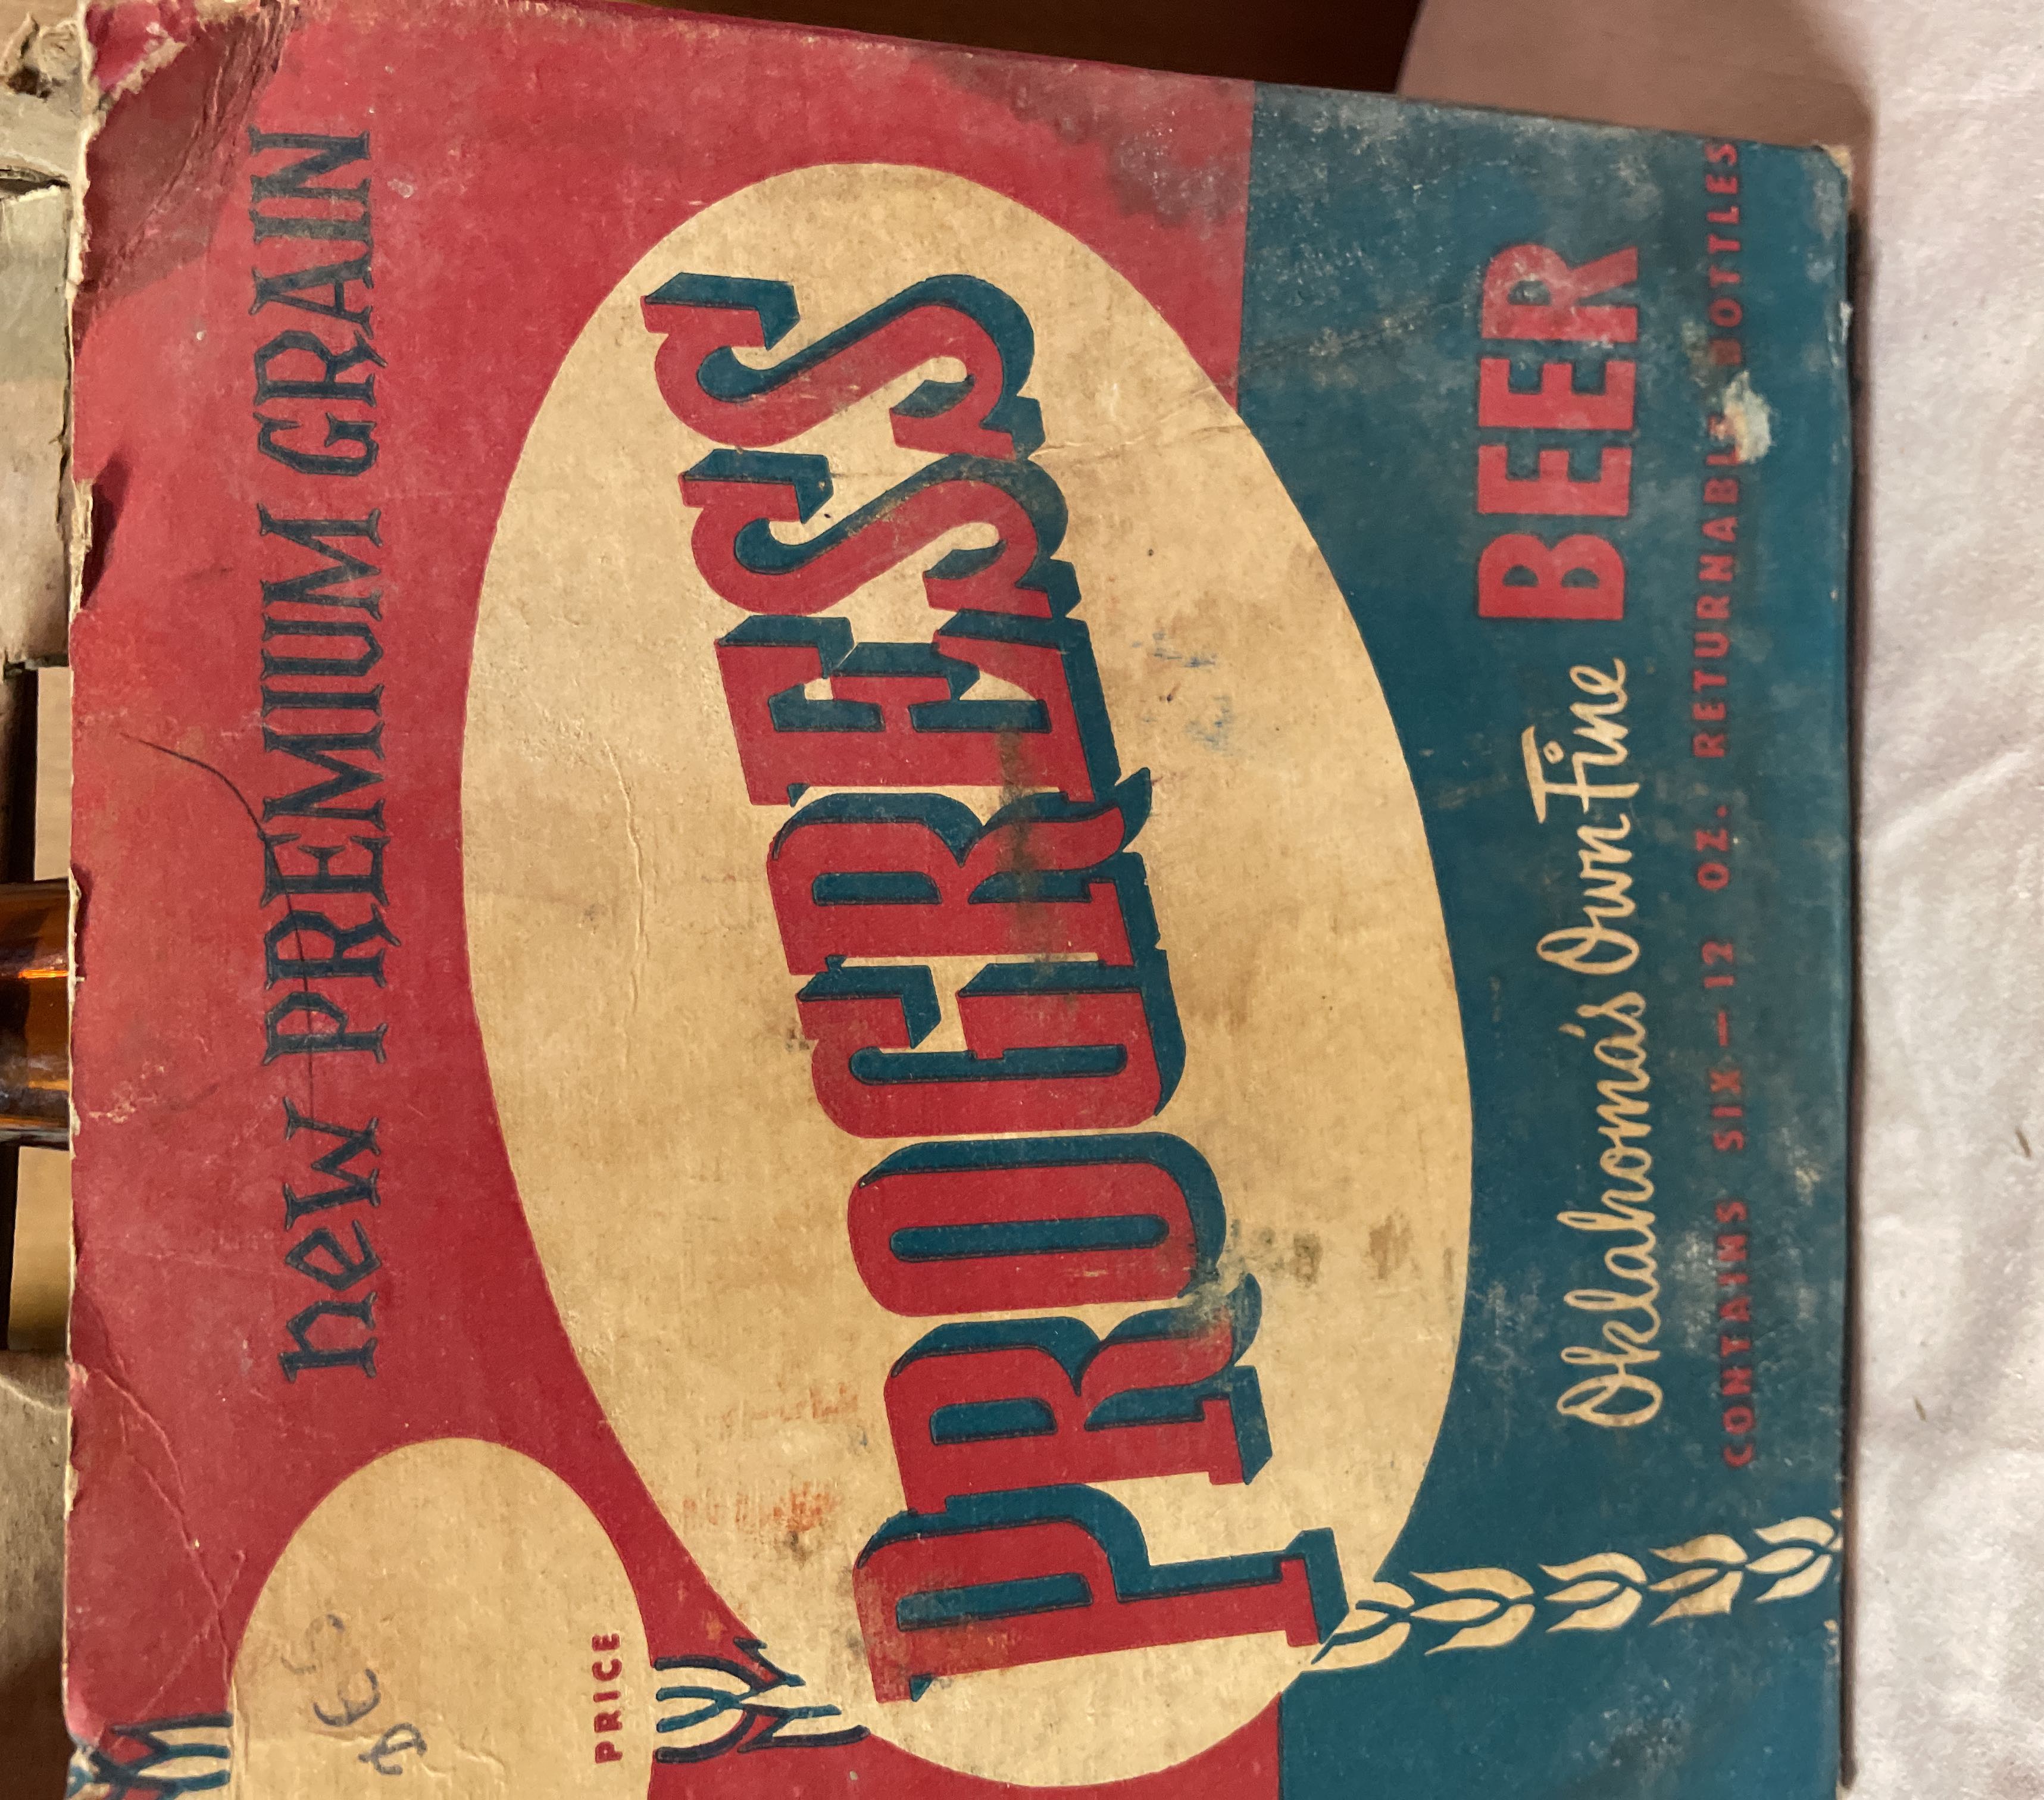 new PREMIUM GRAIN
PRICE
PROGRESS
Oklahoma's Own Fine BEER
CONTAINS SIX—12 OZ. RETURNABLE BOTTLES